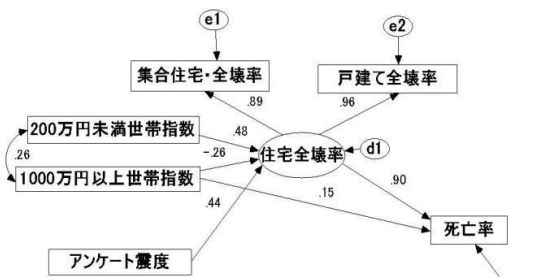 e1
e2
集合住宅・全壊率
戸建て全壊率
.89
.96
200万円未満世帯指数
.48
.26
-.26
住宅全壊率
d1
1000万円以上世帯指数
.15
.90
.44
死亡率
アンケート震度